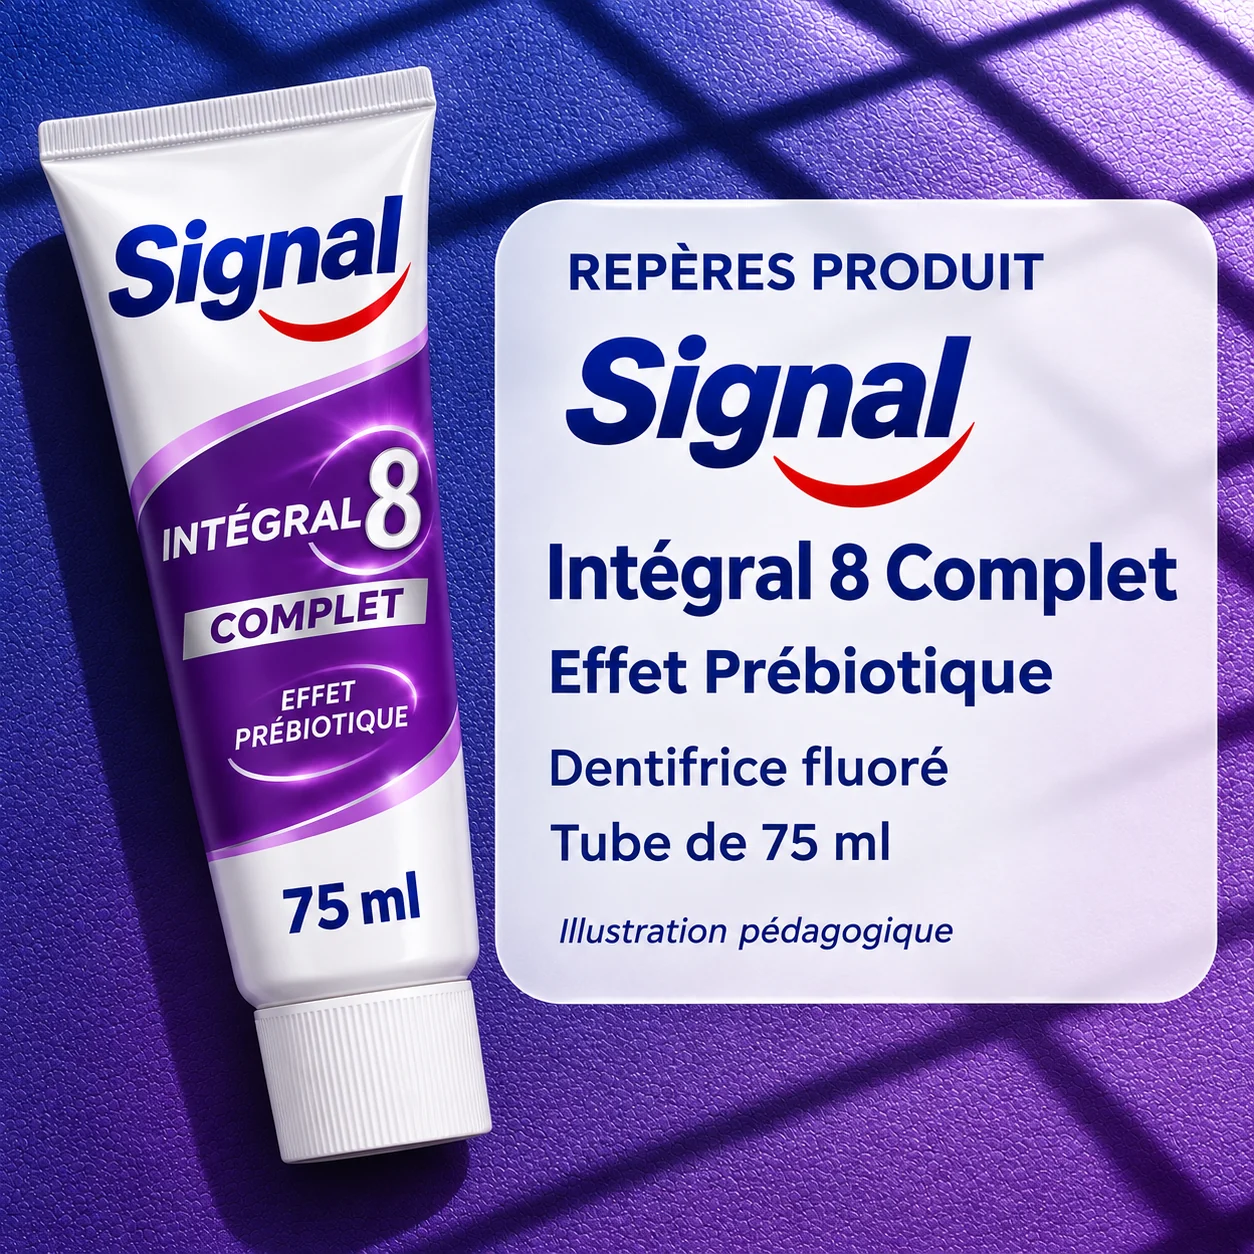 Signal
INTÉGRAL 8
COMPLET
EFFET
PRÉBIOTIQUE
75 ml
REPÈRES PRODUIT
Signal
Intégral 8 Complet
Effet Prébiotique
Dentifrice fluoré
Tube de 75 ml
Illustration pédagogique